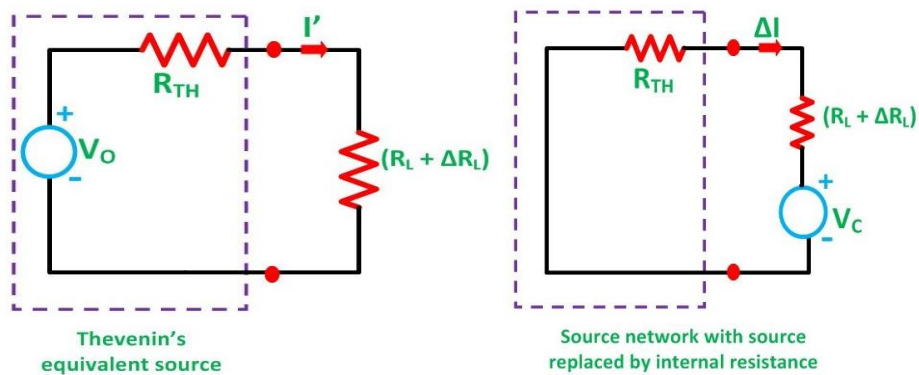 I'
R_TH
+
V_O
-
(R_L + ΔR_L)
Thevenin's
equivalent source
ΔI
R_TH
(R_L + ΔR_L)
+
V_C
-
Source network with source
replaced by internal resistance